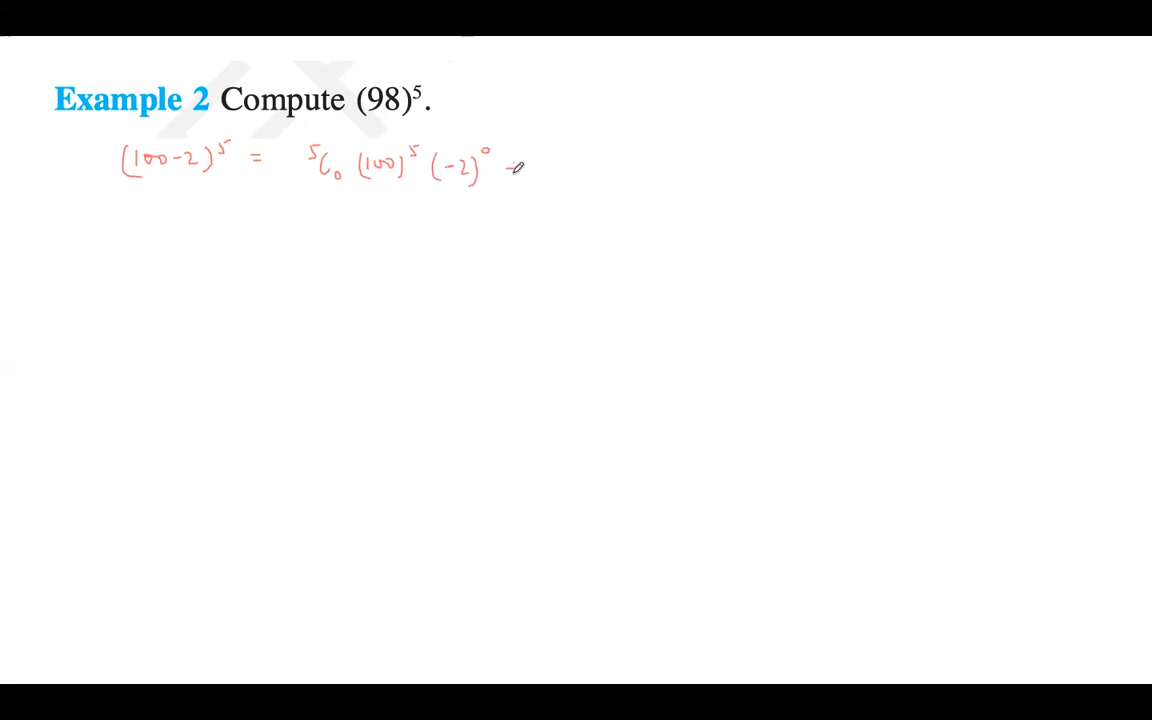 Example 2 Compute (98)⁵.
(100-2)⁵ = ⁵C₀ (100)⁵ (-2)⁰